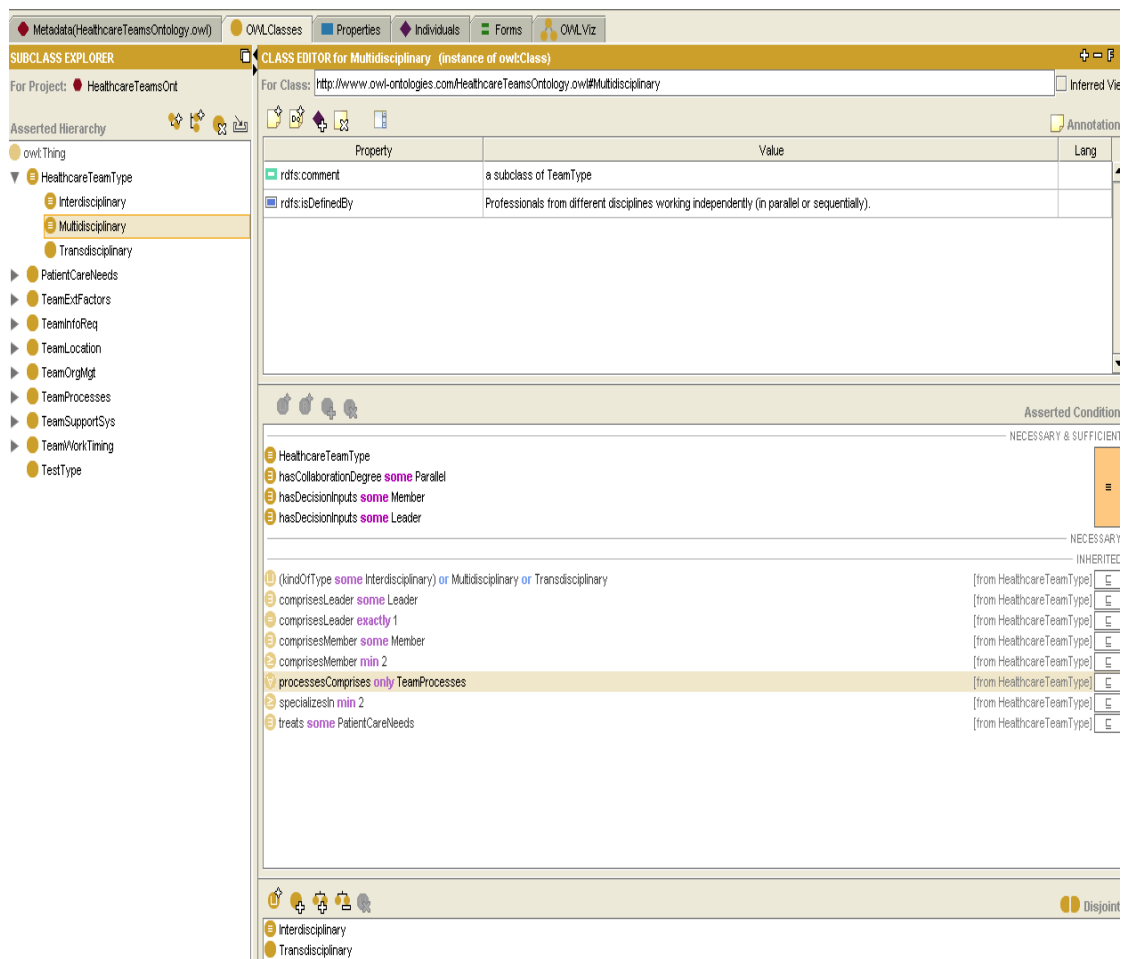 Metadata(HealthcareTeamsOntology.owl) OWLClasses Properties Individuals Forms OWLViz
SUBCLASS EXPLORER
For Project: HealthcareTeamsOnt
Asserted Hierarchy
owl:Thing
HealthcareTeamType
Interdisciplinary
Multidisciplinary
Transdisciplinary
PatientCareNeeds
TeamExtFactors
TeamInfoReq
TeamLocation
TeamOrgMgt
TeamProcesses
TeamSupportSys
TeamWorkTiming
TestType
CLASS EDITOR for Multidisciplinary (instance of owl:Class)
For Class: http://www.owl-ontologies.com/HealthcareTeamsOntology.owl#Multidisciplinary Inferred Vie
Annotation
Property Value Lang
rdfs:comment a subclass of TeamType
rdfs:isDefinedBy Professionals from different disciplines working independently (in parallel or sequentially).
Asserted Condition
NECESSARY & SUFFICIENT
HealthcareTeamType
hasCollaborationDegree some Parallel
hasDecisionInputs some Member
hasDecisionInputs some Leader
NECESSARY
INHERITED
(kindOfType some Interdisciplinary) or Multidisciplinary or Transdisciplinary [from HealthcareTeamType]
comprisesLeader some Leader [from HealthcareTeamType]
comprisesLeader exactly 1 [from HealthcareTeamType]
comprisesMember some Member [from HealthcareTeamType]
comprisesMember min 2 [from HealthcareTeamType]
processesComprises only TeamProcesses [from HealthcareTeamType]
specializesIn min 2 [from HealthcareTeamType]
treats some PatientCareNeeds [from HealthcareTeamType]
Disjoint
Interdisciplinary
Transdisciplinary